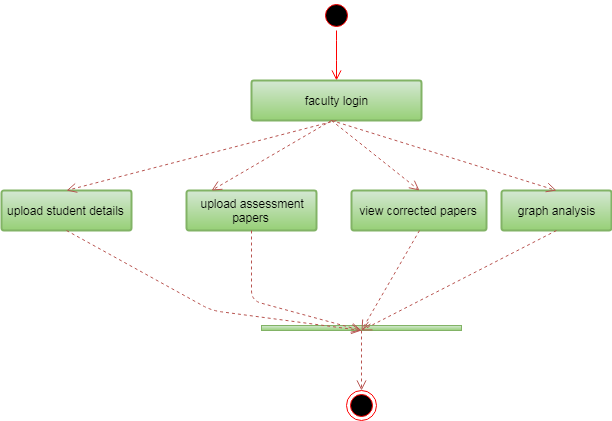 faculty login
upload student details
upload assessment
papers
view corrected papers
graph analysis